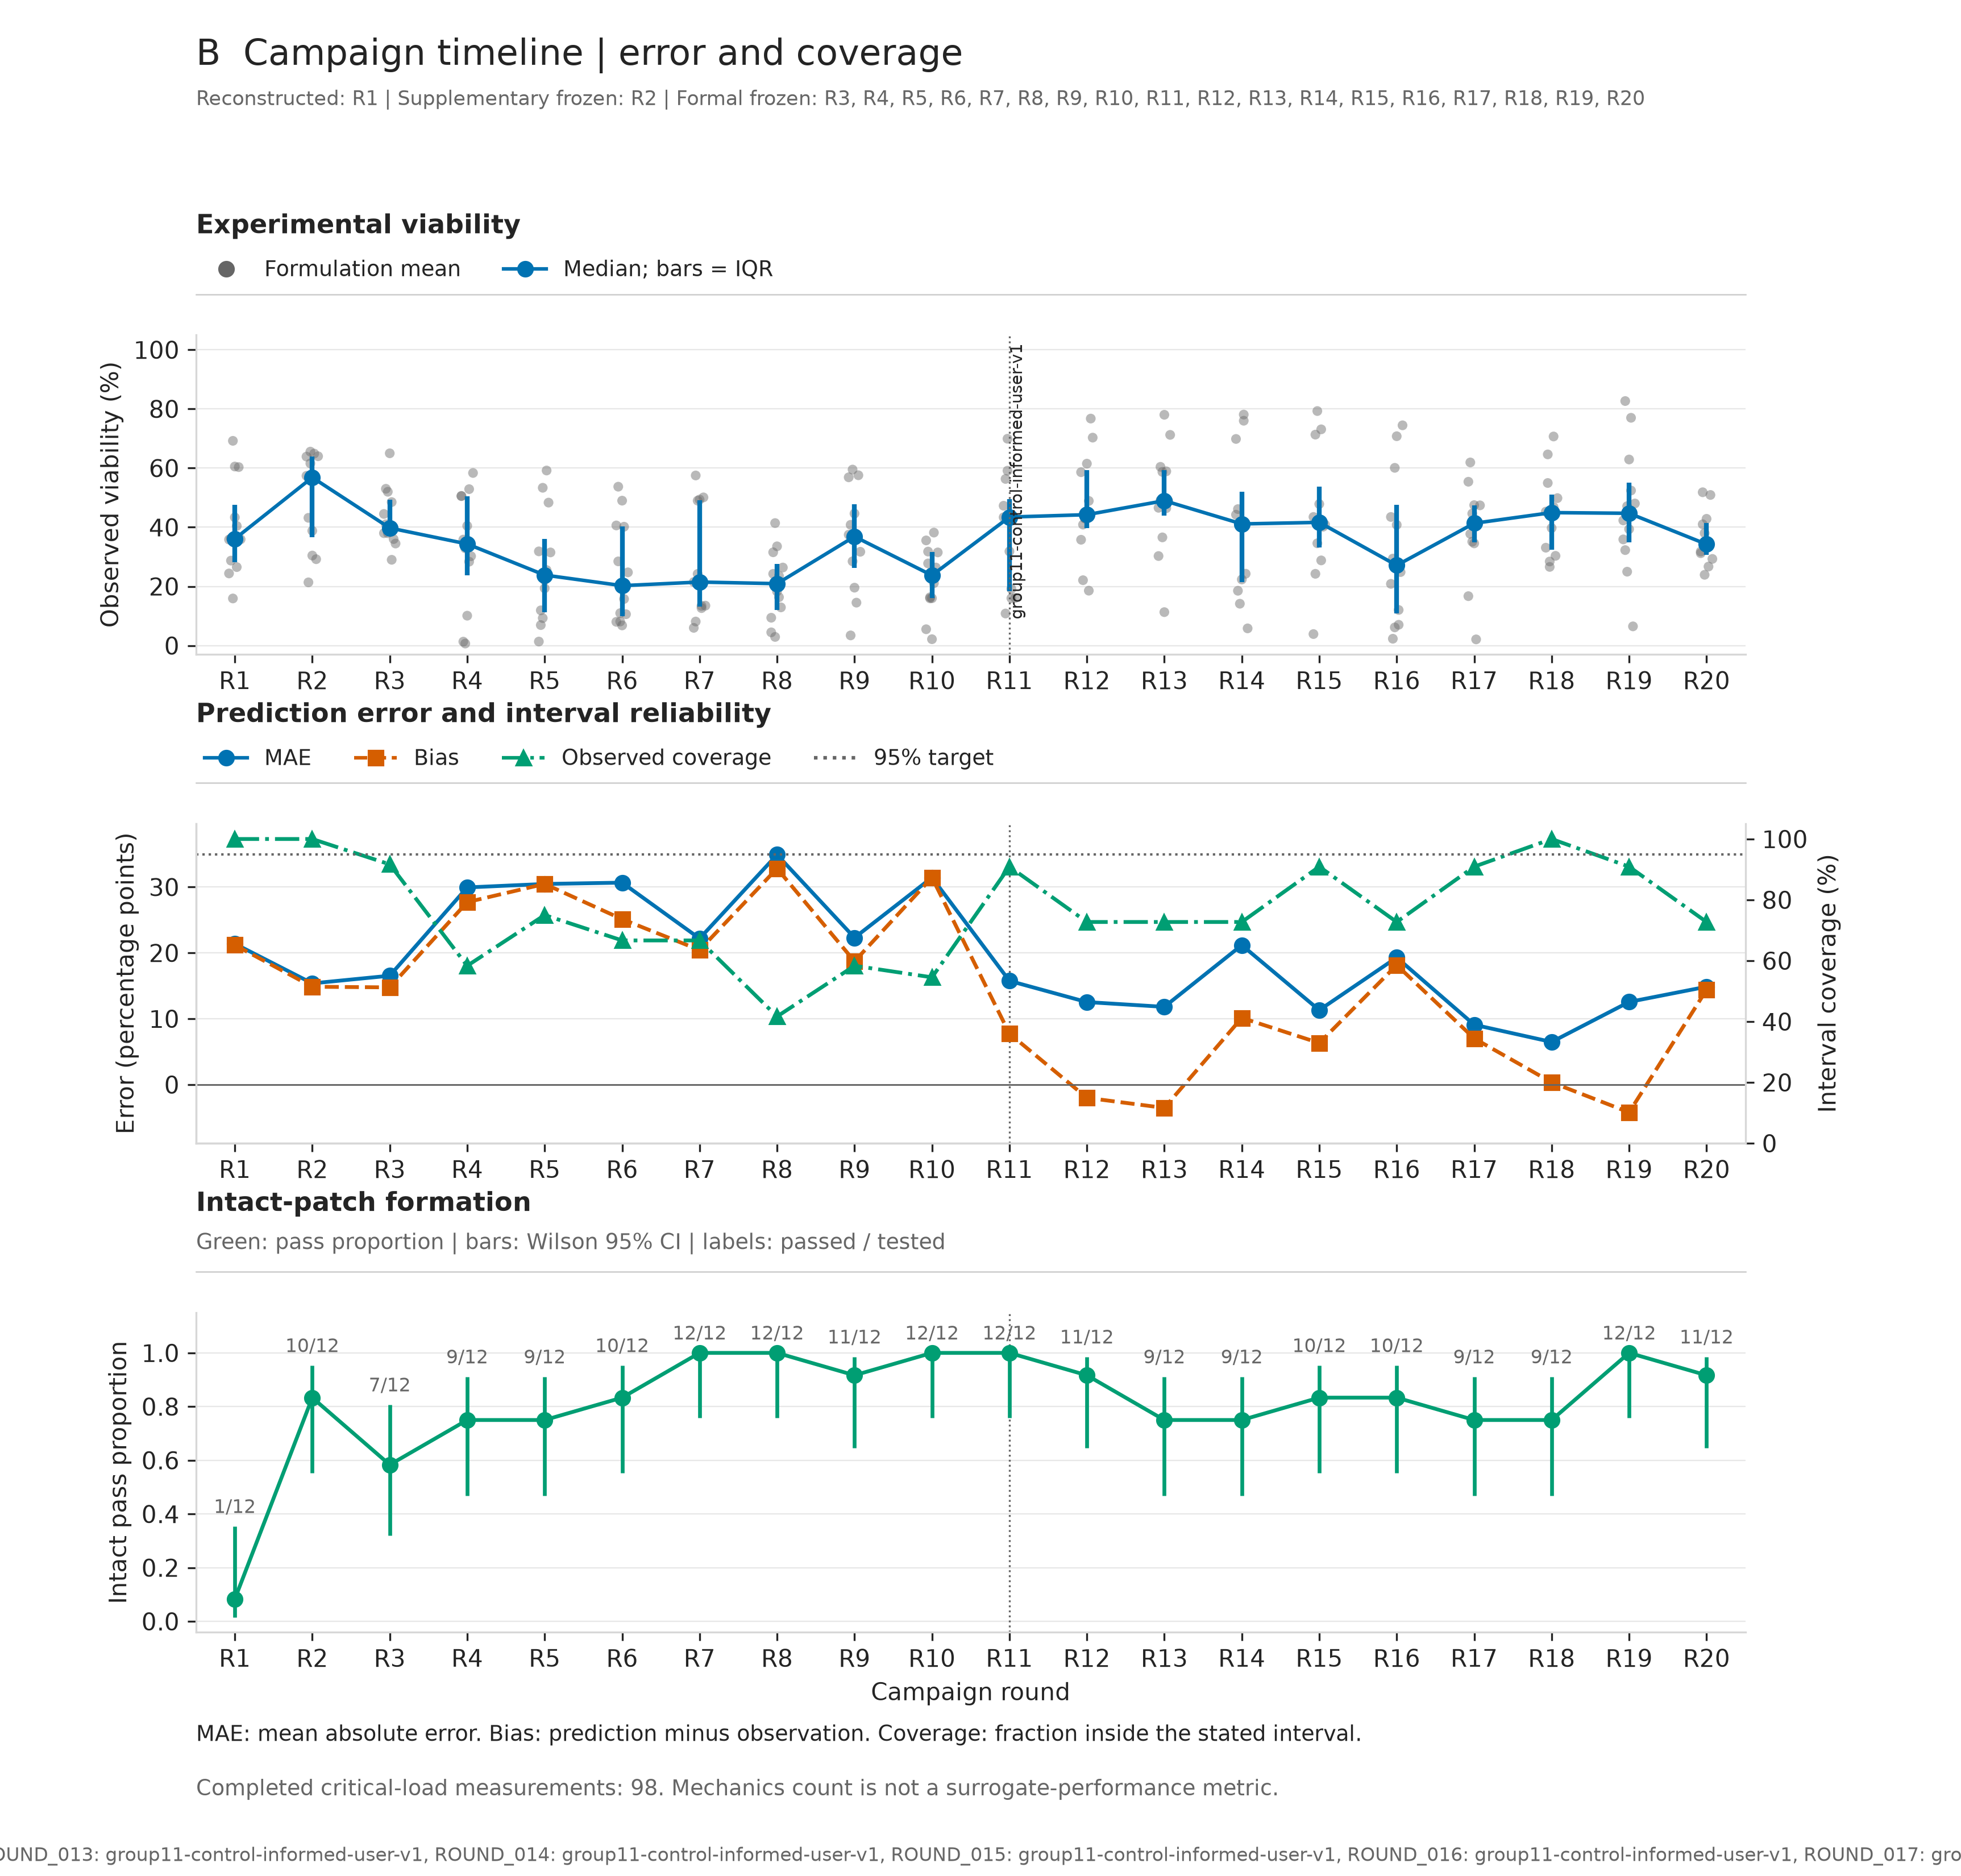 B  Campaign timeline | error and coverage
Reconstructed: R1 | Supplementary frozen: R2 | Formal frozen: R3, R4, R5, R6, R7, R8, R9, R10, R11, R12, R13, R14, R15, R16, R17, R18, R19, R20
Experimental viability
Formulation mean
Median; bars = IQR
Observed viability (%)
100
80
60
40
20
0
group11-control-informed-user-v1
R1 R2 R3 R4 R5 R6 R7 R8 R9 R10 R11 R12 R13 R14 R15 R16 R17 R18 R19 R20
Prediction error and interval reliability
MAE
Bias
Observed coverage
95% target
Error (percentage points)
30
20
10
0
100
80
60
40
20
0
Interval coverage (%)
R1 R2 R3 R4 R5 R6 R7 R8 R9 R10 R11 R12 R13 R14 R15 R16 R17 R18 R19 R20
Intact-patch formation
Green: pass proportion | bars: Wilson 95% CI | labels: passed / tested
Intact pass proportion
1.0
0.8
0.6
0.4
0.2
0.0
1/12 10/12 7/12 9/12 9/12 10/12 12/12 12/12 11/12 12/12 12/12 11/12 9/12 9/12 10/12 10/12 9/12 9/12 12/12 11/12
R1 R2 R3 R4 R5 R6 R7 R8 R9 R10 R11 R12 R13 R14 R15 R16 R17 R18 R19 R20
Campaign round
MAE: mean absolute error. Bias: prediction minus observation. Coverage: fraction inside the stated interval.
Completed critical-load measurements: 98. Mechanics count is not a surrogate-performance metric.
OUND_013: group11-control-informed-user-v1, ROUND_014: group11-control-informed-user-v1, ROUND_015: group11-control-informed-user-v1, ROUND_016: group11-control-informed-user-v1, ROUND_017: gro